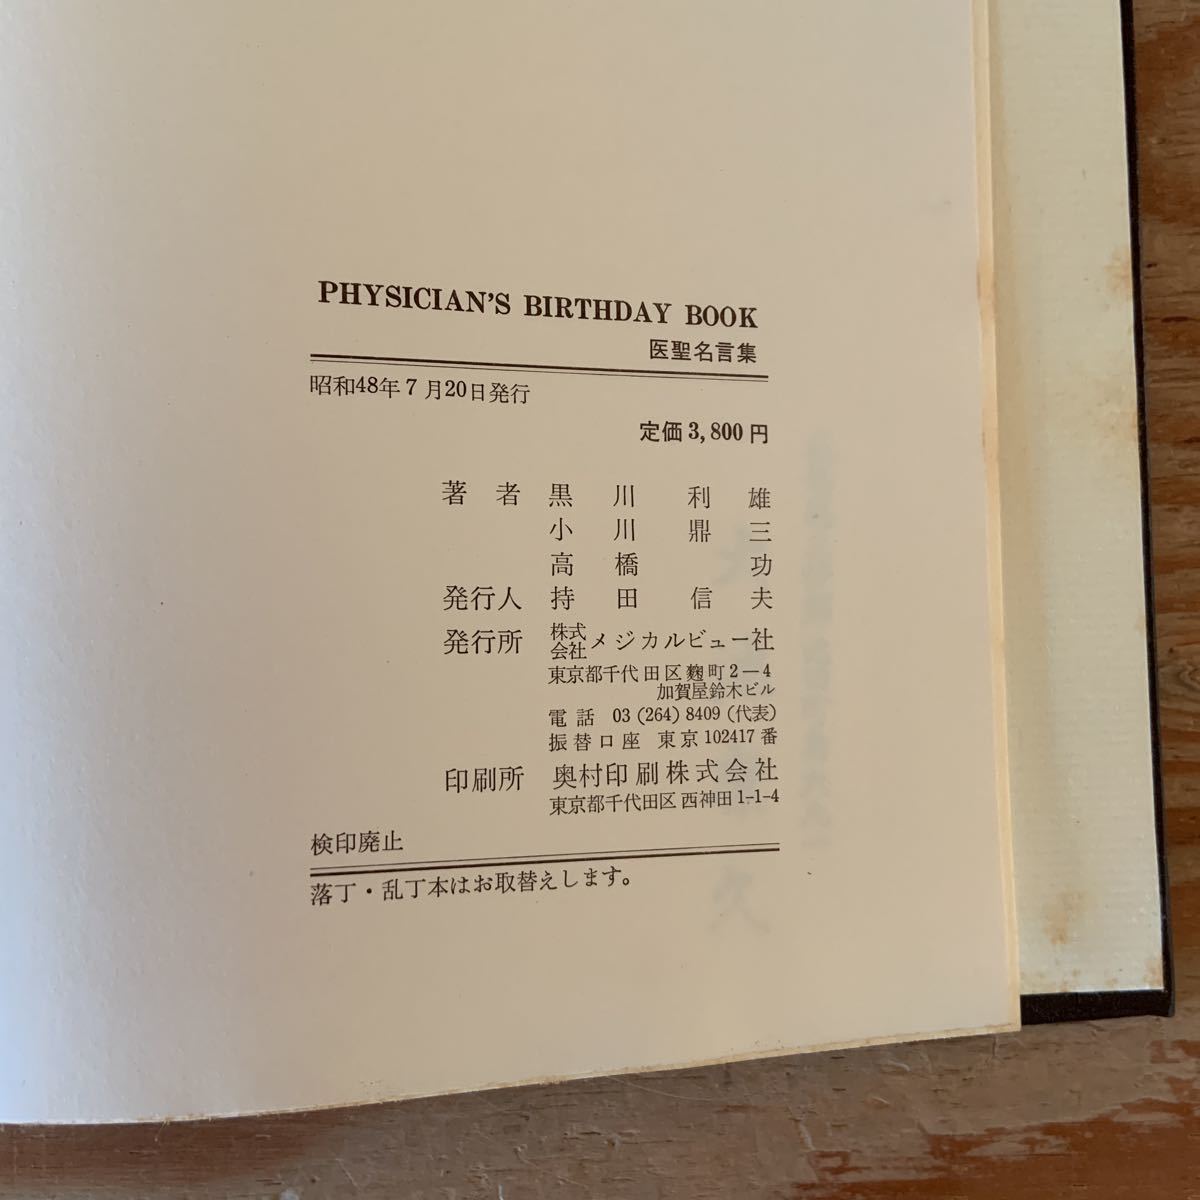 PHYSICIAN'S BIRTHDAY BOOK
医聖名言集
昭和48年7月20日発行
定価3,800円
著者 黒川利雄
小川鼎三
高橋功
発行人 持田信夫
発行所 株式会社メジカルビュー社
東京都千代田区麹町2―4
加賀屋鈴木ビル
電話 03(264)8409(代表)
振替口座 東京102417番
印刷所 奥村印刷株式会社
東京都千代田区西神田1-1-4
検印廃止
落丁・乱丁本はお取替えします。